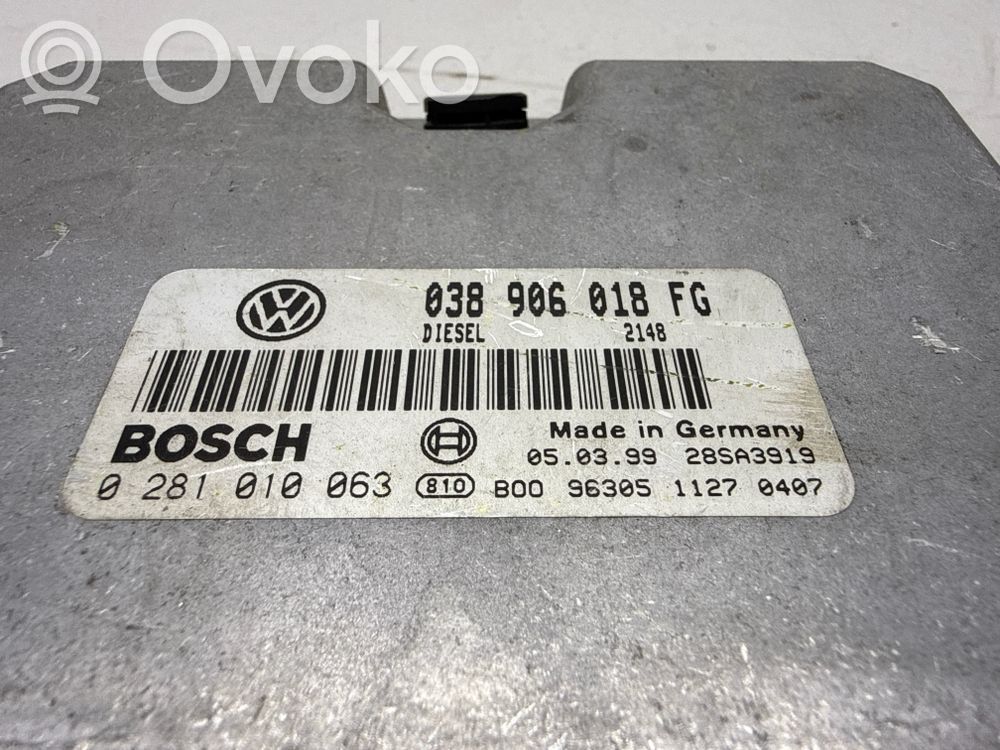 Ovoko
038 906 018 FG
DIESEL 2148
BOSCH Made in Germany
05.03.99 28SA3919
0 281 010 063 810 B00 96305 1127 0407